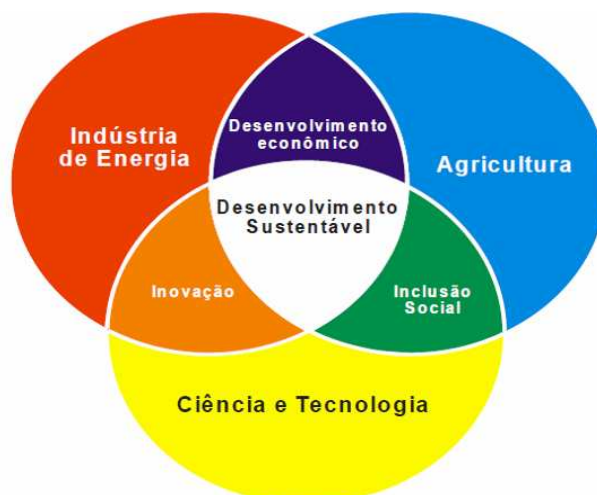 Desenvolvimento
econômico
Indústria
de Energia
Agricultura
Desenvolvimento
Sustentável
Inovação
Inclusão
Social
Ciência e Tecnologia